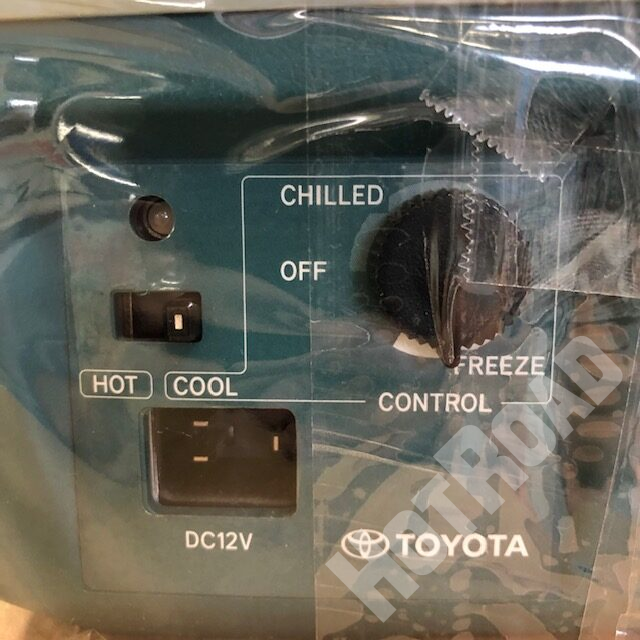 CHILLED
OFF
FREEZE
HOT COOL
CONTROL
DC12V
TOYOTA
HOTROAD